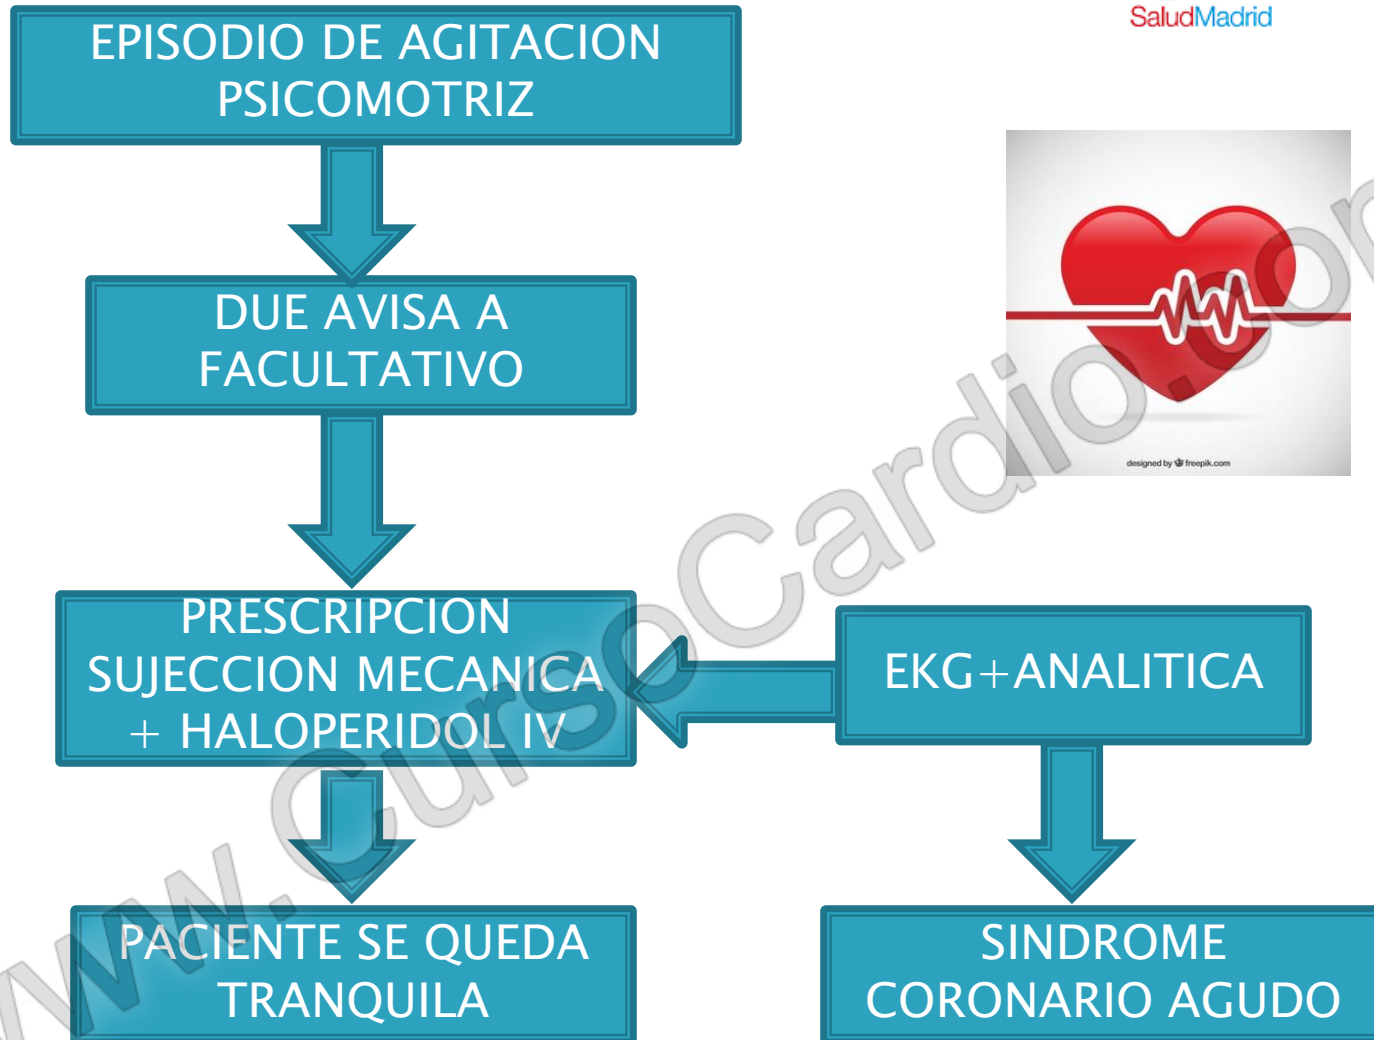 SaludMadrid
EPISODIO DE AGITACION
PSICOMOTRIZ
DUE AVISA A
FACULTATIVO
designed by freepik.com
PRESCRIPCION
SUJECCION MECANICA
+ HALOPERIDOL IV
EKG+ANALITICA
PACIENTE SE QUEDA
TRANQUILA
SINDROME
CORONARIO AGUDO
www.CursoCardio.com